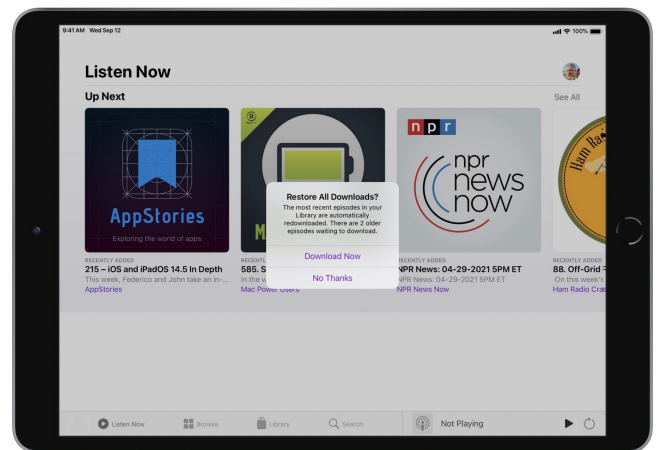 9:41 AM Wed Sep 12
100%
Listen Now
Up Next
See All
AppStories
Exploring the world of apps
R
M
npr
npr
news
now
Ham Ra
Restore All Downloads?
The most recent episodes in your
Library are automatically
redownloaded. There are 2 older
episodes waiting to download.
Download Now
No Thanks
RECENTLY ADDED
215 – iOS and iPadOS 14.5 In Depth
This week, Federico and John take an in-...
AppStories
RECENTLY
585. S
In the w
Mac Power Users
RECENTLY ADDED
NPR News: 04-29-2021 5PM ET
NPR News: 04-29-2021 5PM ET
NPR News Now
RECENTLY ADDED
88. Off-Grid
On this week's
Ham Radio Cra
Listen Now
Browse
Library
Search
Not Playing